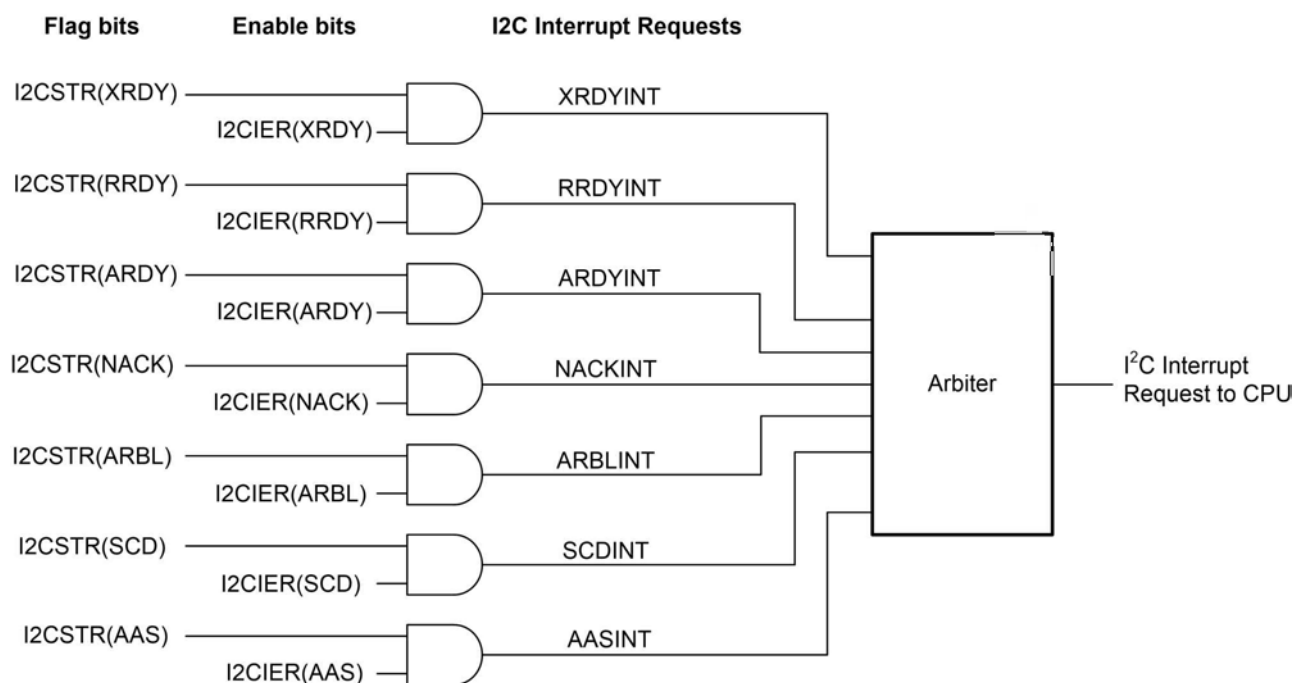 Flag bits Enable bits I2C Interrupt Requests
I2CSTR(XRDY)
XRDYINT
I2CIER(XRDY)
I2CSTR(RRDY)
RRDYINT
I2CIER(RRDY)
I2CSTR(ARDY)
ARDYINT
I2CIER(ARDY)
I2CSTR(NACK)
NACKINT
I2CIER(NACK)
I2CSTR(ARBL)
ARBLINT
I2CIER(ARBL)
I2CSTR(SCD)
SCDINT
I2CIER(SCD)
I2CSTR(AAS)
AASINT
I2CIER(AAS)
Arbiter
I²C Interrupt
Request to CPU